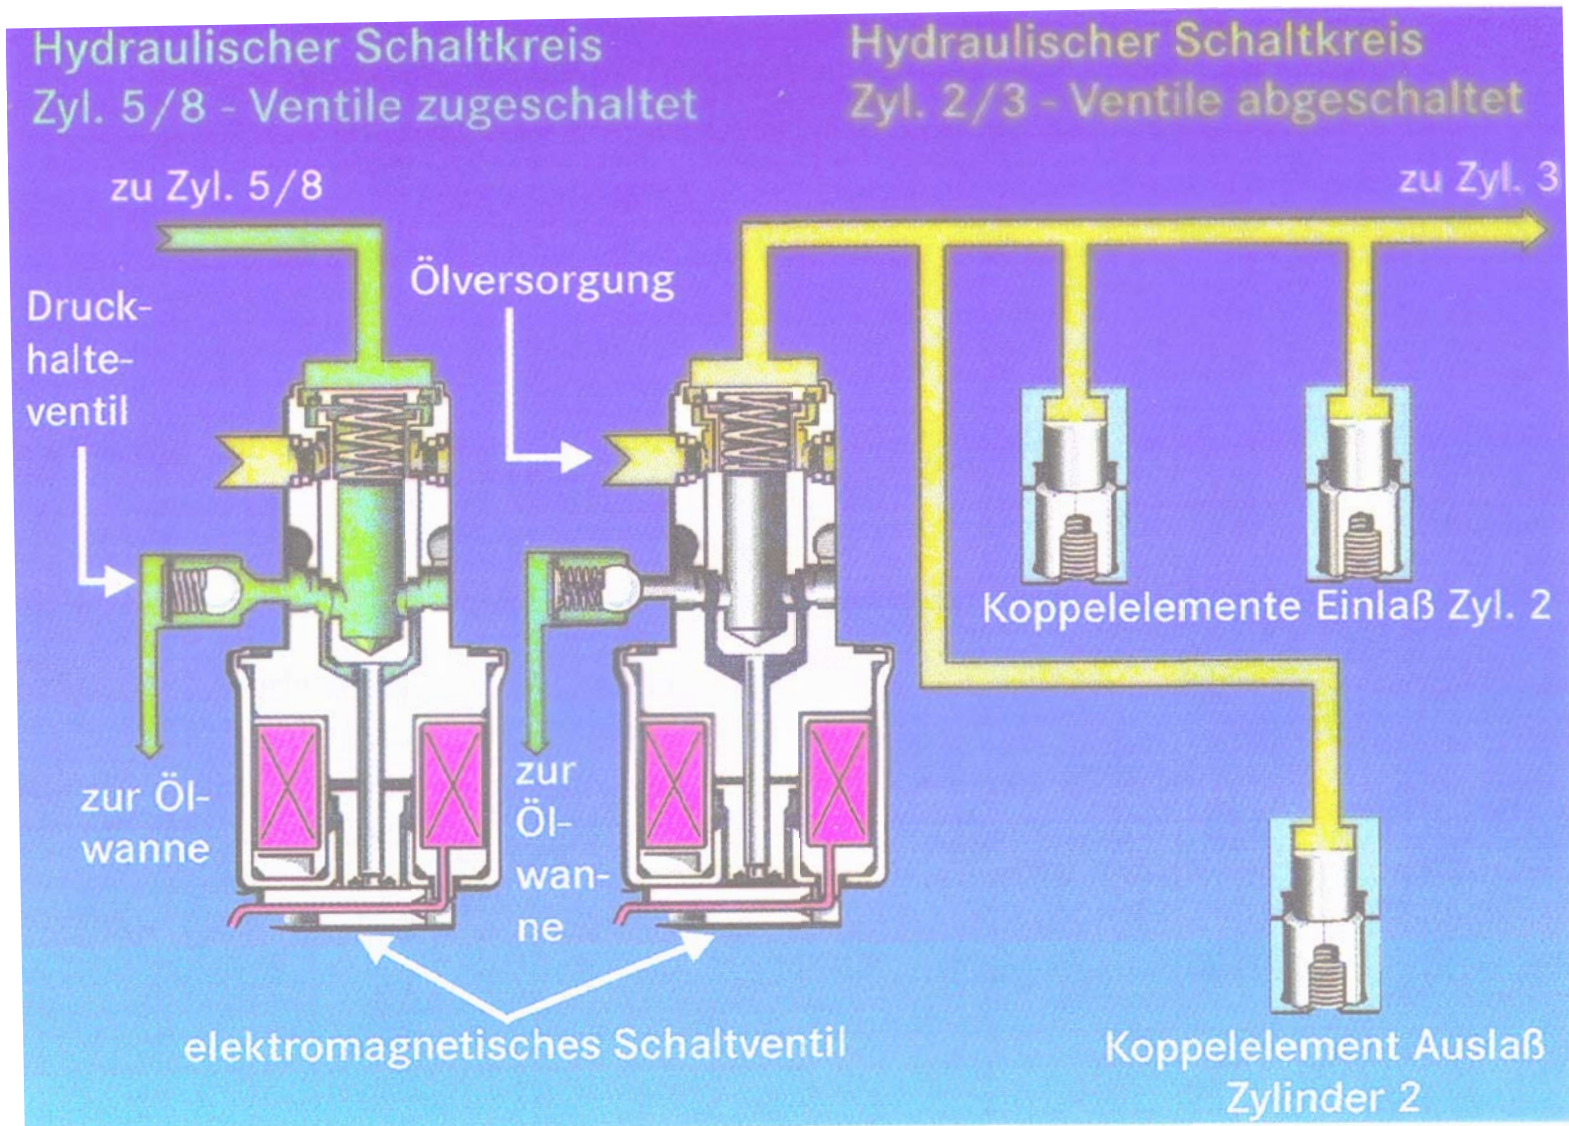 Hydraulischer Schaltkreis
Zyl. 5/8 - Ventile zugeschaltet
Hydraulischer Schaltkreis
Zyl. 2/3 - Ventile abgeschaltet
zu Zyl. 5/8
zu Zyl. 3
Druck-
halte-
ventil
Ölversorgung
Koppelelemente Einlaß Zyl. 2
zur Öl-
wanne
zur
Öl-
wan-
ne
elektromagnetisches Schaltventil
Koppelelement Auslaß
Zylinder 2